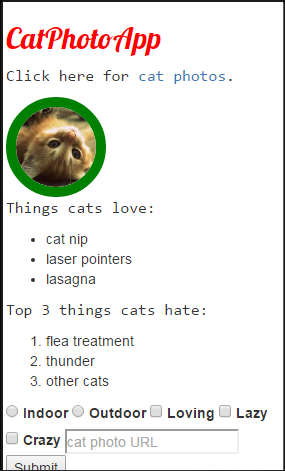 CatPhotoApp
Click here for cat photos.
Things cats love:
cat nip
laser pointers
lasagna
Top 3 things cats hate:
1. flea treatment
2. thunder
3. other cats
Indoor Outdoor Loving Lazy
Crazy cat photo URL
Submit